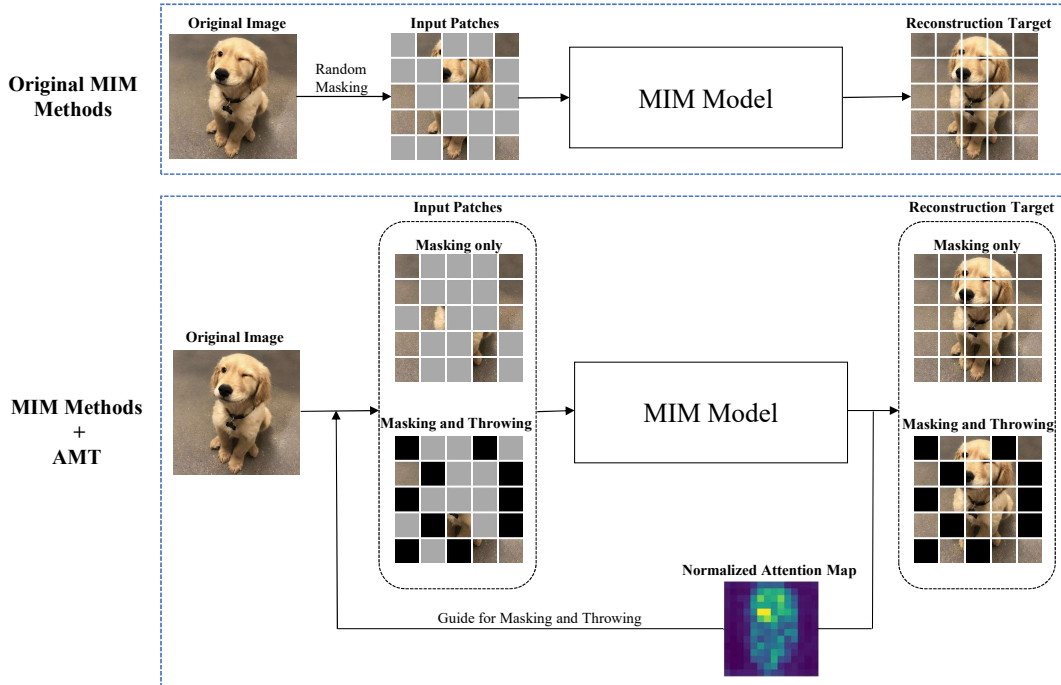 Original MIM
Methods
Original Image
Random
Masking
Input Patches
MIM Model
Reconstruction Target
MIM Methods
+
AMT
Original Image
Input Patches
Masking only
Masking and Throwing
MIM Model
Reconstruction Target
Masking only
Masking and Throwing
Normalized Attention Map
Guide for Masking and Throwing